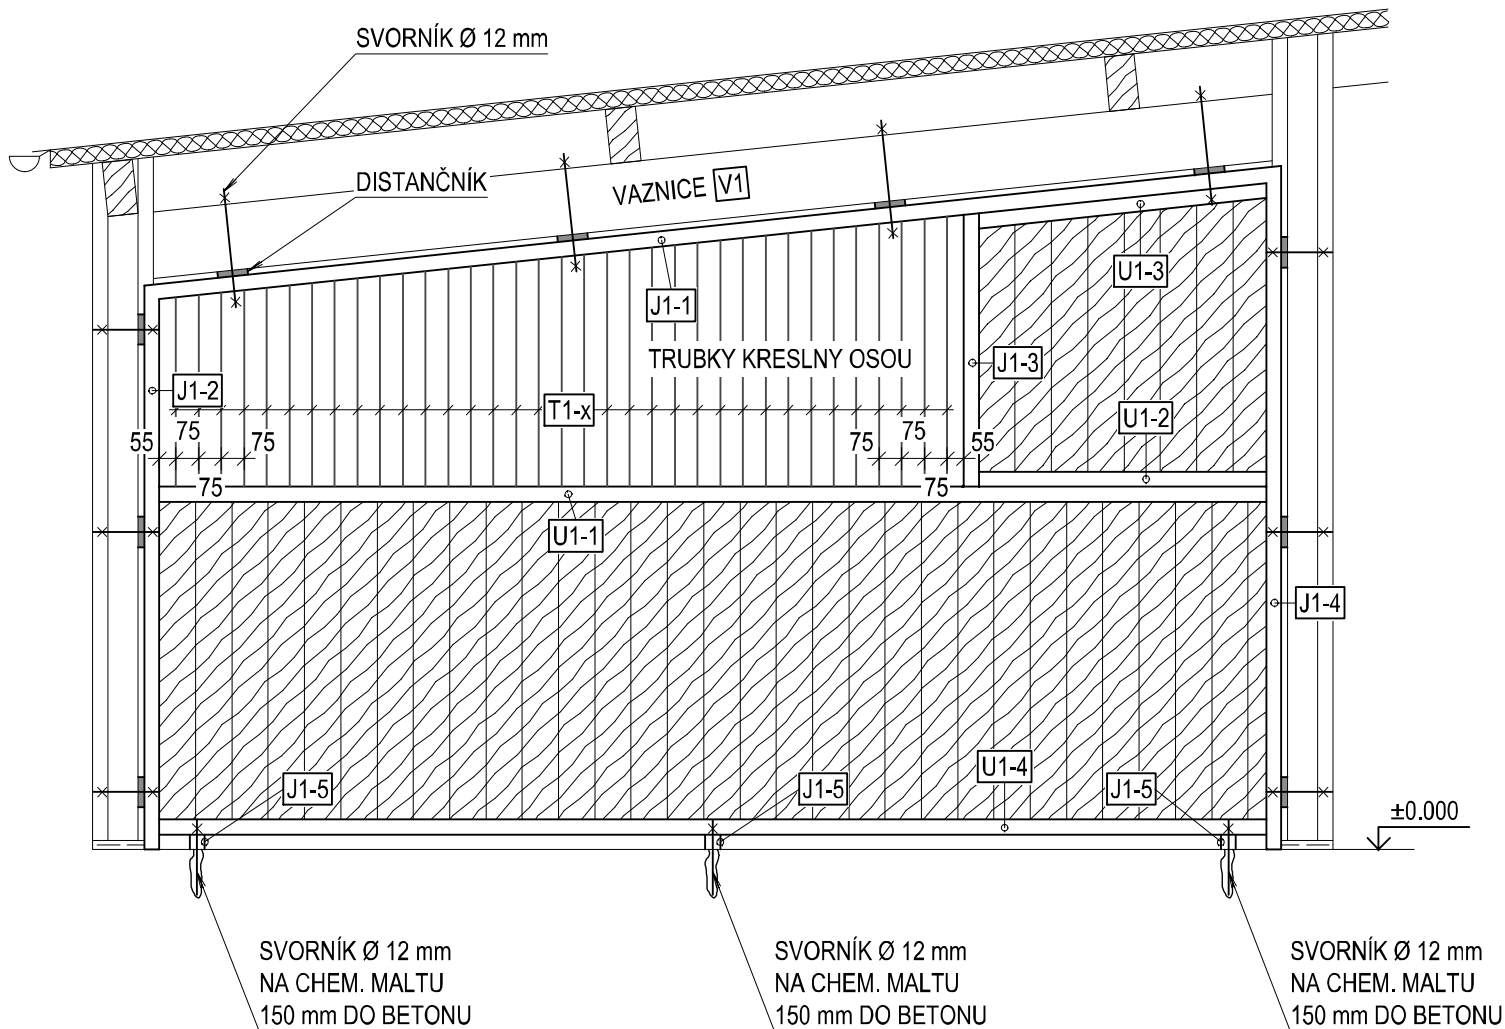 SVORNÍK Ø 12 mm
DISTANČNÍK
VAZNICE V1
U1-3
J1-1
TRUBKY KRESLNY OSOU
J1-3
J1-2
T1-x
U1-2
55
75
75
75
75
75
55
75
U1-1
J1-4
U1-4
J1-5
J1-5
J1-5
±0.000
SVORNÍK Ø 12 mm
NA CHEM. MALTU
150 mm DO BETONU
SVORNÍK Ø 12 mm
NA CHEM. MALTU
150 mm DO BETONU
SVORNÍK Ø 12 mm
NA CHEM. MALTU
150 mm DO BETONU